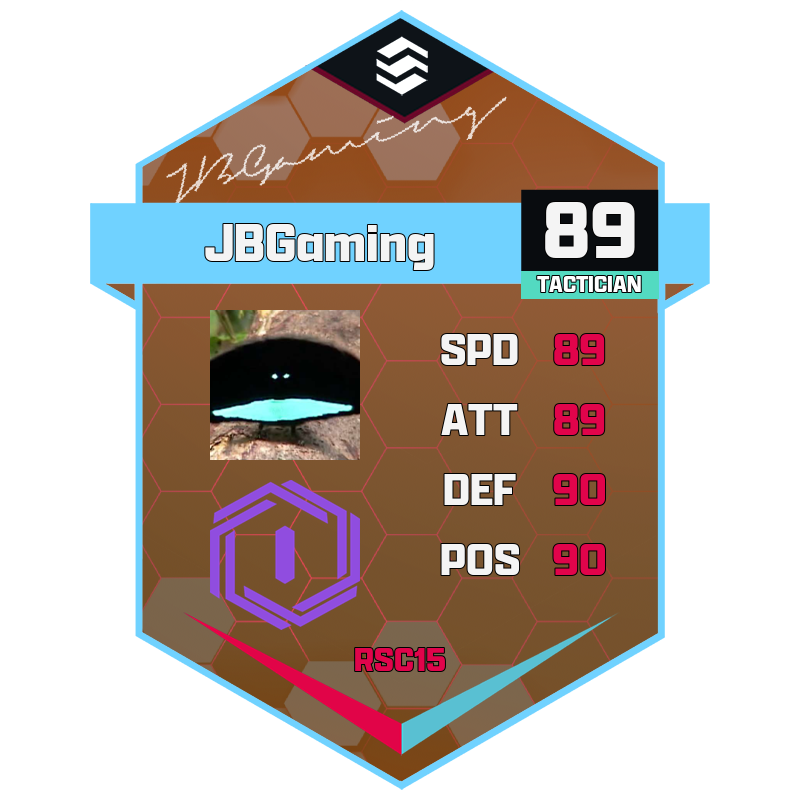 JBGaming
JBGaming
89
TACTICIAN
SPD 89
ATT 89
DEF 90
POS 90
RSC15